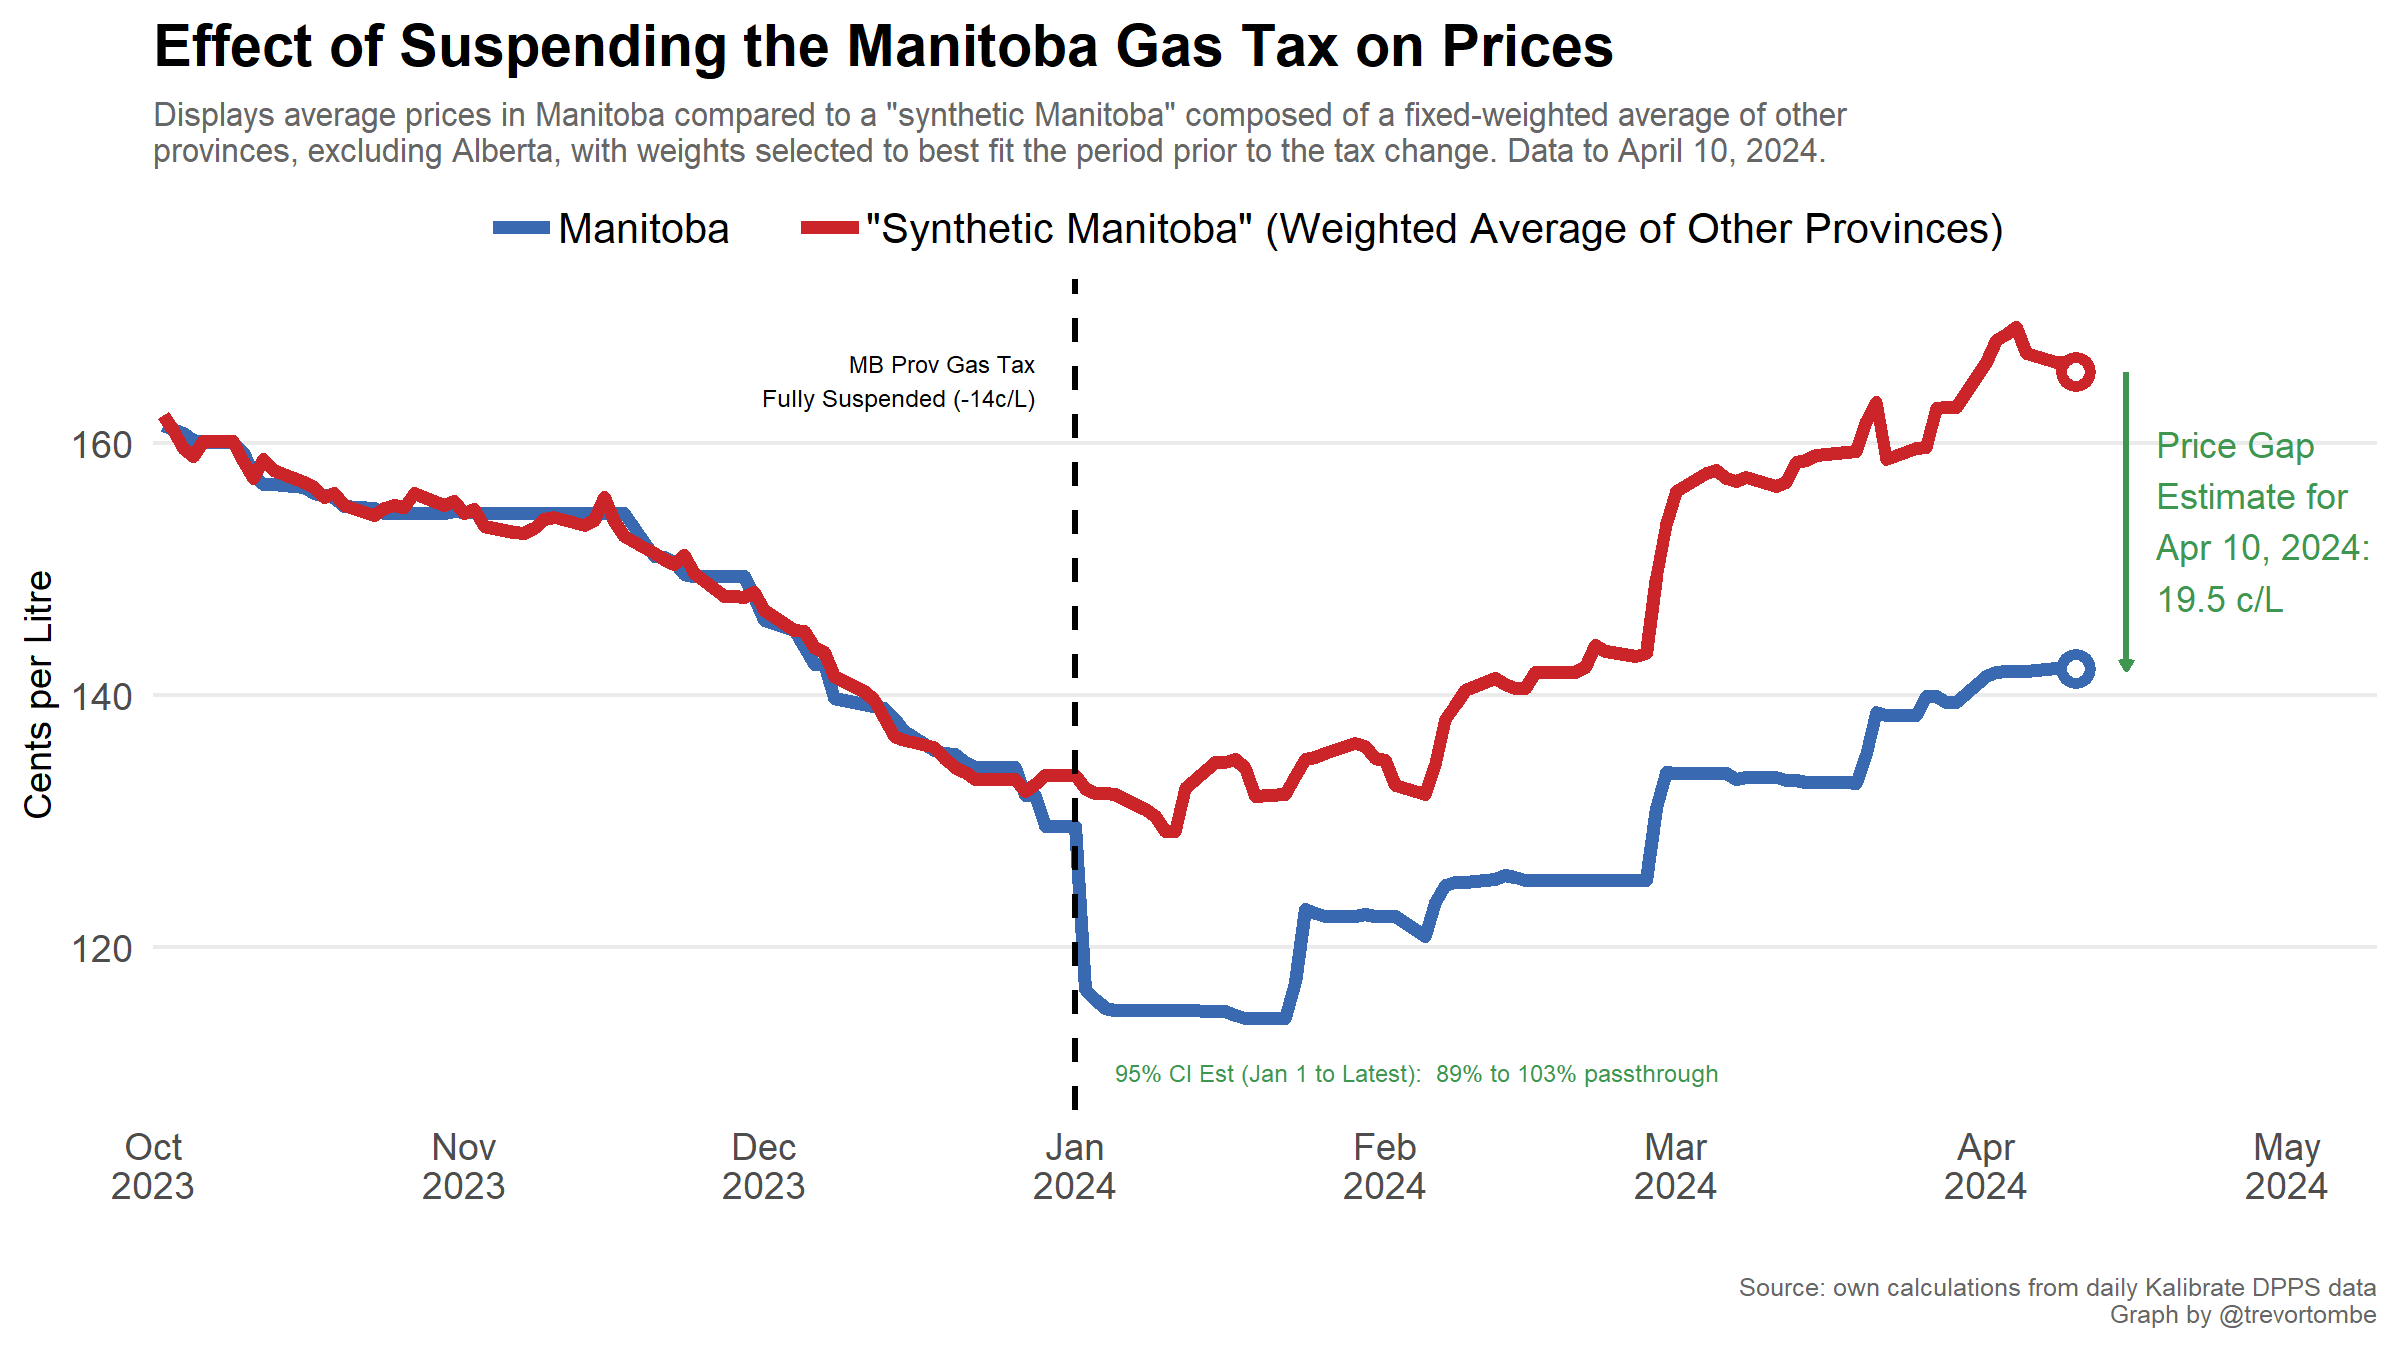 Effect of Suspending the Manitoba Gas Tax on Prices
Displays average prices in Manitoba compared to a "synthetic Manitoba" composed of a fixed-weighted average of other
provinces, excluding Alberta, with weights selected to best fit the period prior to the tax change. Data to April 10, 2024.
Manitoba
"Synthetic Manitoba" (Weighted Average of Other Provinces)
MB Prov Gas Tax
Fully Suspended (-14c/L)
160
140
120
Cents per Litre
Price Gap
Estimate for
Apr 10, 2024:
19.5 c/L
95% CI Est (Jan 1 to Latest):  89% to 103% passthrough
Oct Nov Dec Jan Feb Mar Apr May
2023 2023 2023 2024 2024 2024 2024 2024
Source: own calculations from daily Kalibrate DPPS data
Graph by @trevortombe